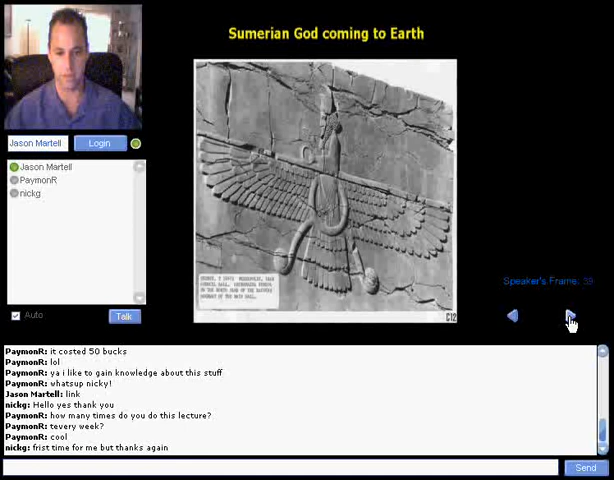 Sumerian God coming to Earth
Jason Martell
Login
Jason Martell
PaymonR
nickg
Speaker's Frame: 33
Auto
Talk
C12
PaymonR: it costed 50 bucks
PaymonR: lol
PaymonR: ya i like to gain knowledge about this stuff
PaymonR: whatsup nicky!
Jason Martell: link
nickg: Hello yes thank you
PaymonR: how many times do you do this lecture?
PaymonR: tevery week?
PaymonR: cool
nickg: frist time for me but thanks again
Send